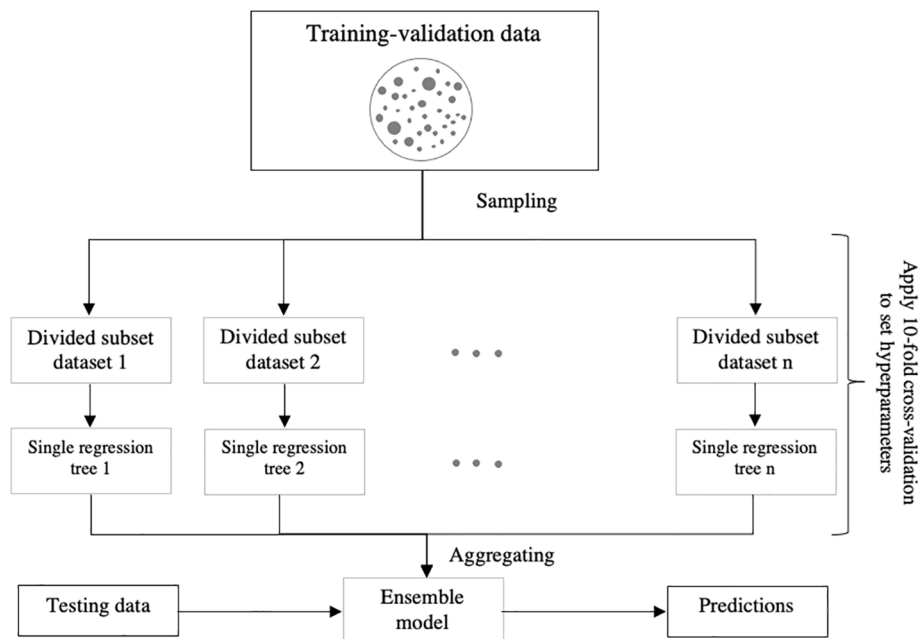 Training-validation data
Sampling
Divided subset
dataset 1
Divided subset
dataset 2
Divided subset
dataset n
Single regression
tree 1
Single regression
tree 2
Single regression
tree n
Apply 10-fold cross-validation
to set hyperparameters
Aggregating
Testing data
Ensemble
model
Predictions